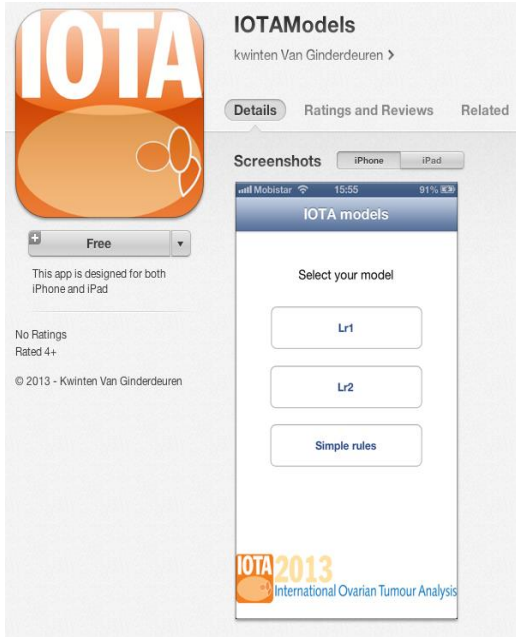 IOTA
IOTAModels
kwinten Van Ginderdeuren >
Details Ratings and Reviews Related
Screenshots iPhone iPad
Mobistar 15:55 91%
IOTA models
Select your model
Lr1
Lr2
Simple rules
IOTA 2013
International Ovarian Tumour Analysis
+ Free ▼
This app is designed for both
iPhone and iPad
No Ratings
Rated 4+
© 2013 - Kwinten Van Ginderdeuren